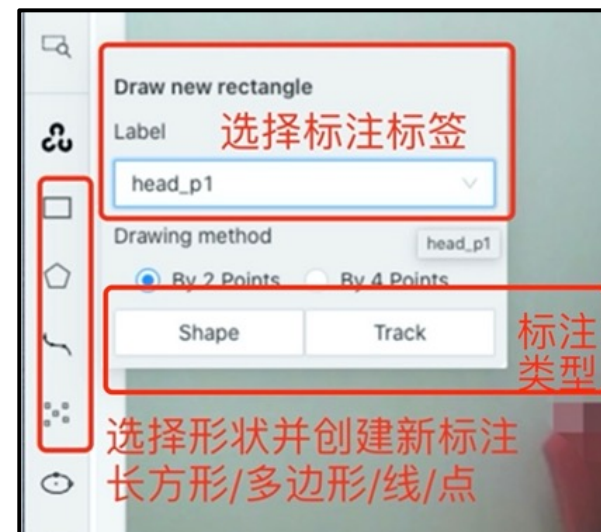 Draw new rectangle
Label
选择标注标签
head_p1
Drawing method
head_p1
By 2 Points
By 4 Points
Shape
Track
标注
类型
选择形状并创建新标注
长方形/多边形/线/点